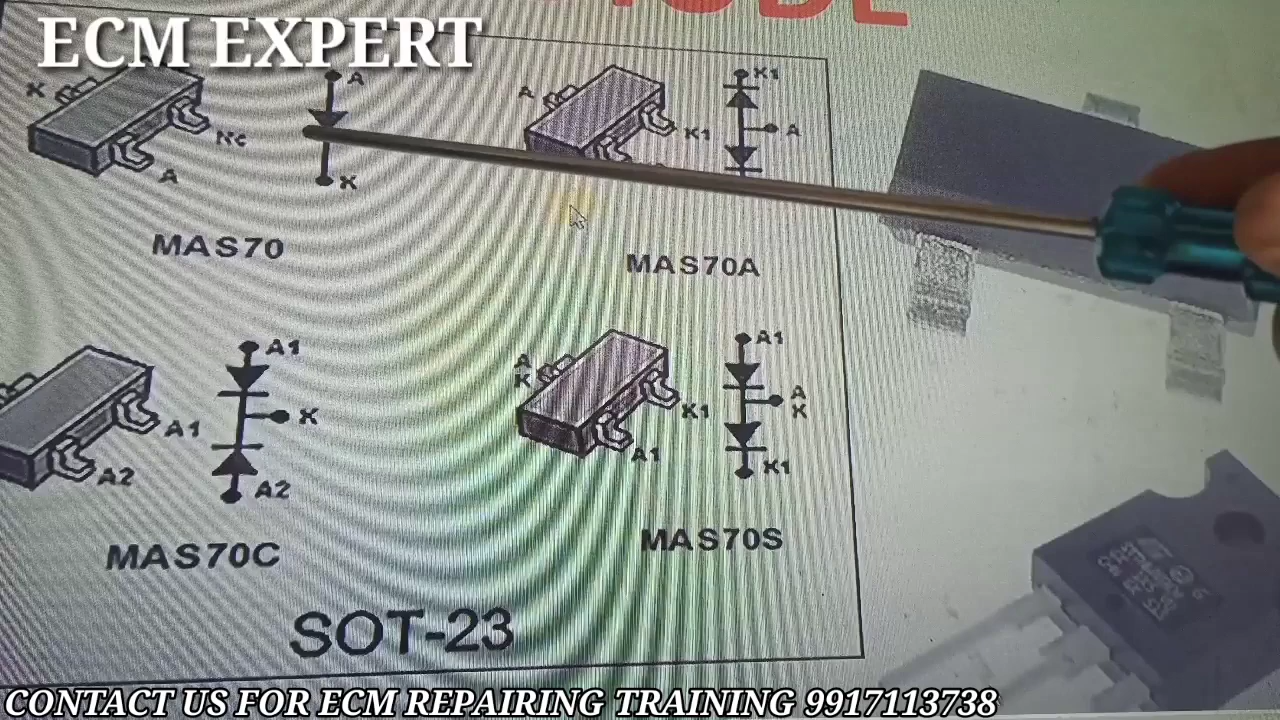 ECM EXPERT
K
NC
A
A
K
MAS70
A
K1
K1
A
MAS70A
A1
A2
A1
K
A2
MAS70C
A
K
K1
A1
A1
A
K
K1
MAS70S
SOT-23
CONTACT US FOR ECM REPAIRING TRAINING 9917113738